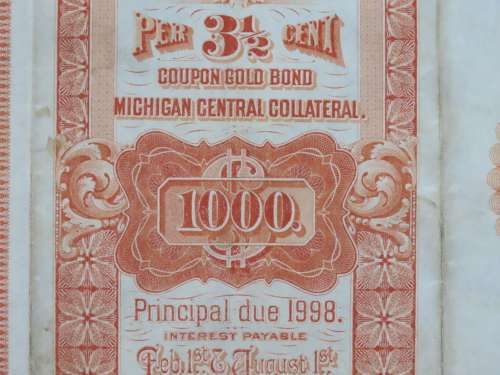 PER 3½ CENT
COUPON GOLD BOND
MICHIGAN CENTRAL COLLATERAL.
$1000.
Principal due 1998.
INTEREST PAYABLE
Feb. 1st & August 1st.